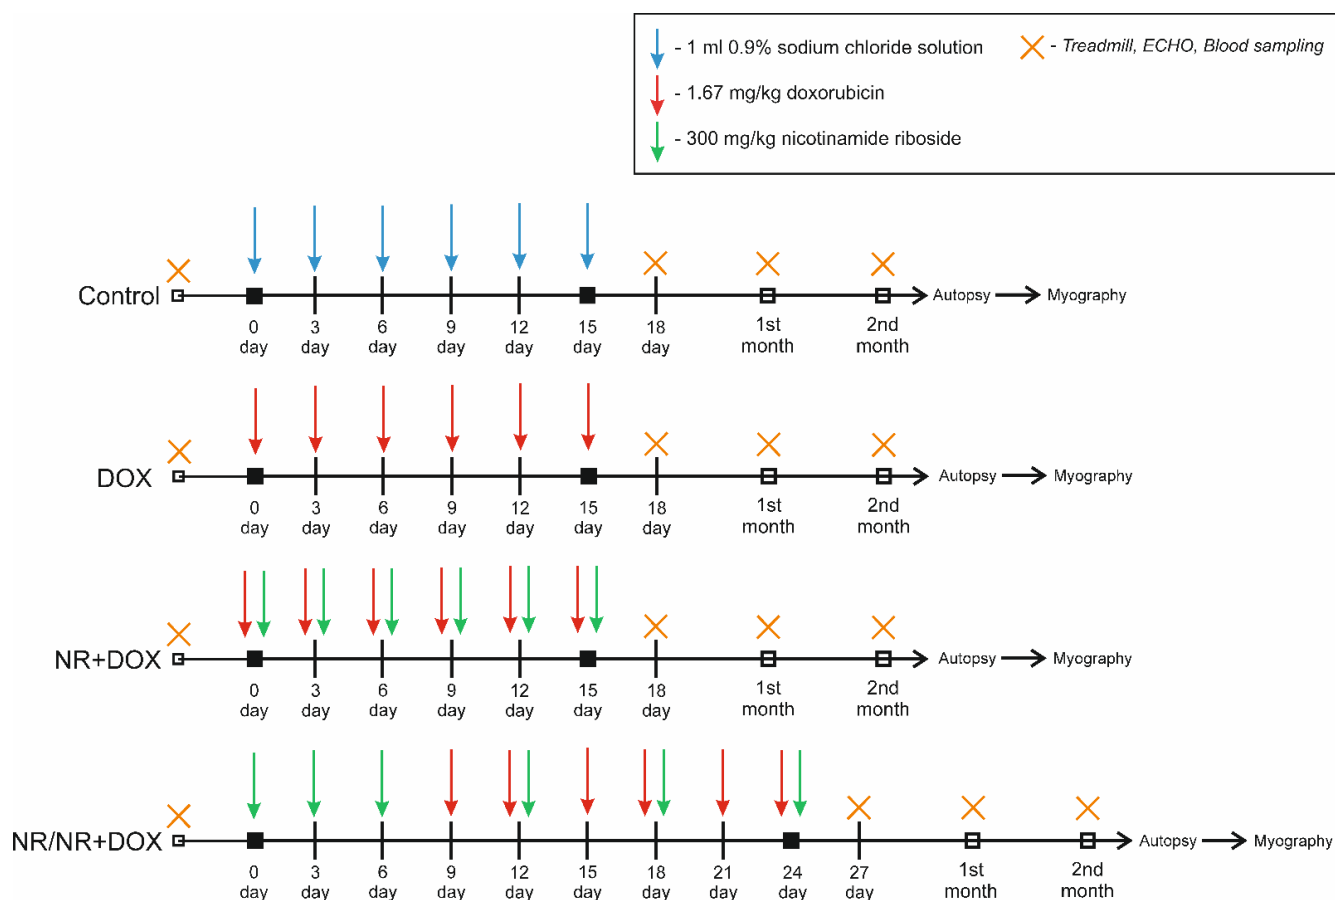 - 1 ml 0.9% sodium chloride solution
- Treadmill, ECHO, Blood sampling
- 1.67 mg/kg doxorubicin
- 300 mg/kg nicotinamide riboside
Control
Autopsy
Myography
0 day
3 day
6 day
9 day
12 day
15 day
18 day
1st month
2nd month
DOX
Autopsy
Myography
0 day
3 day
6 day
9 day
12 day
15 day
18 day
1st month
2nd month
NR+DOX
Autopsy
Myography
0 day
3 day
6 day
9 day
12 day
15 day
18 day
1st month
2nd month
NR/NR+DOX
Autopsy
Myography
0 day
3 day
6 day
9 day
12 day
15 day
18 day
21 day
24 day
27 day
1st month
2nd month